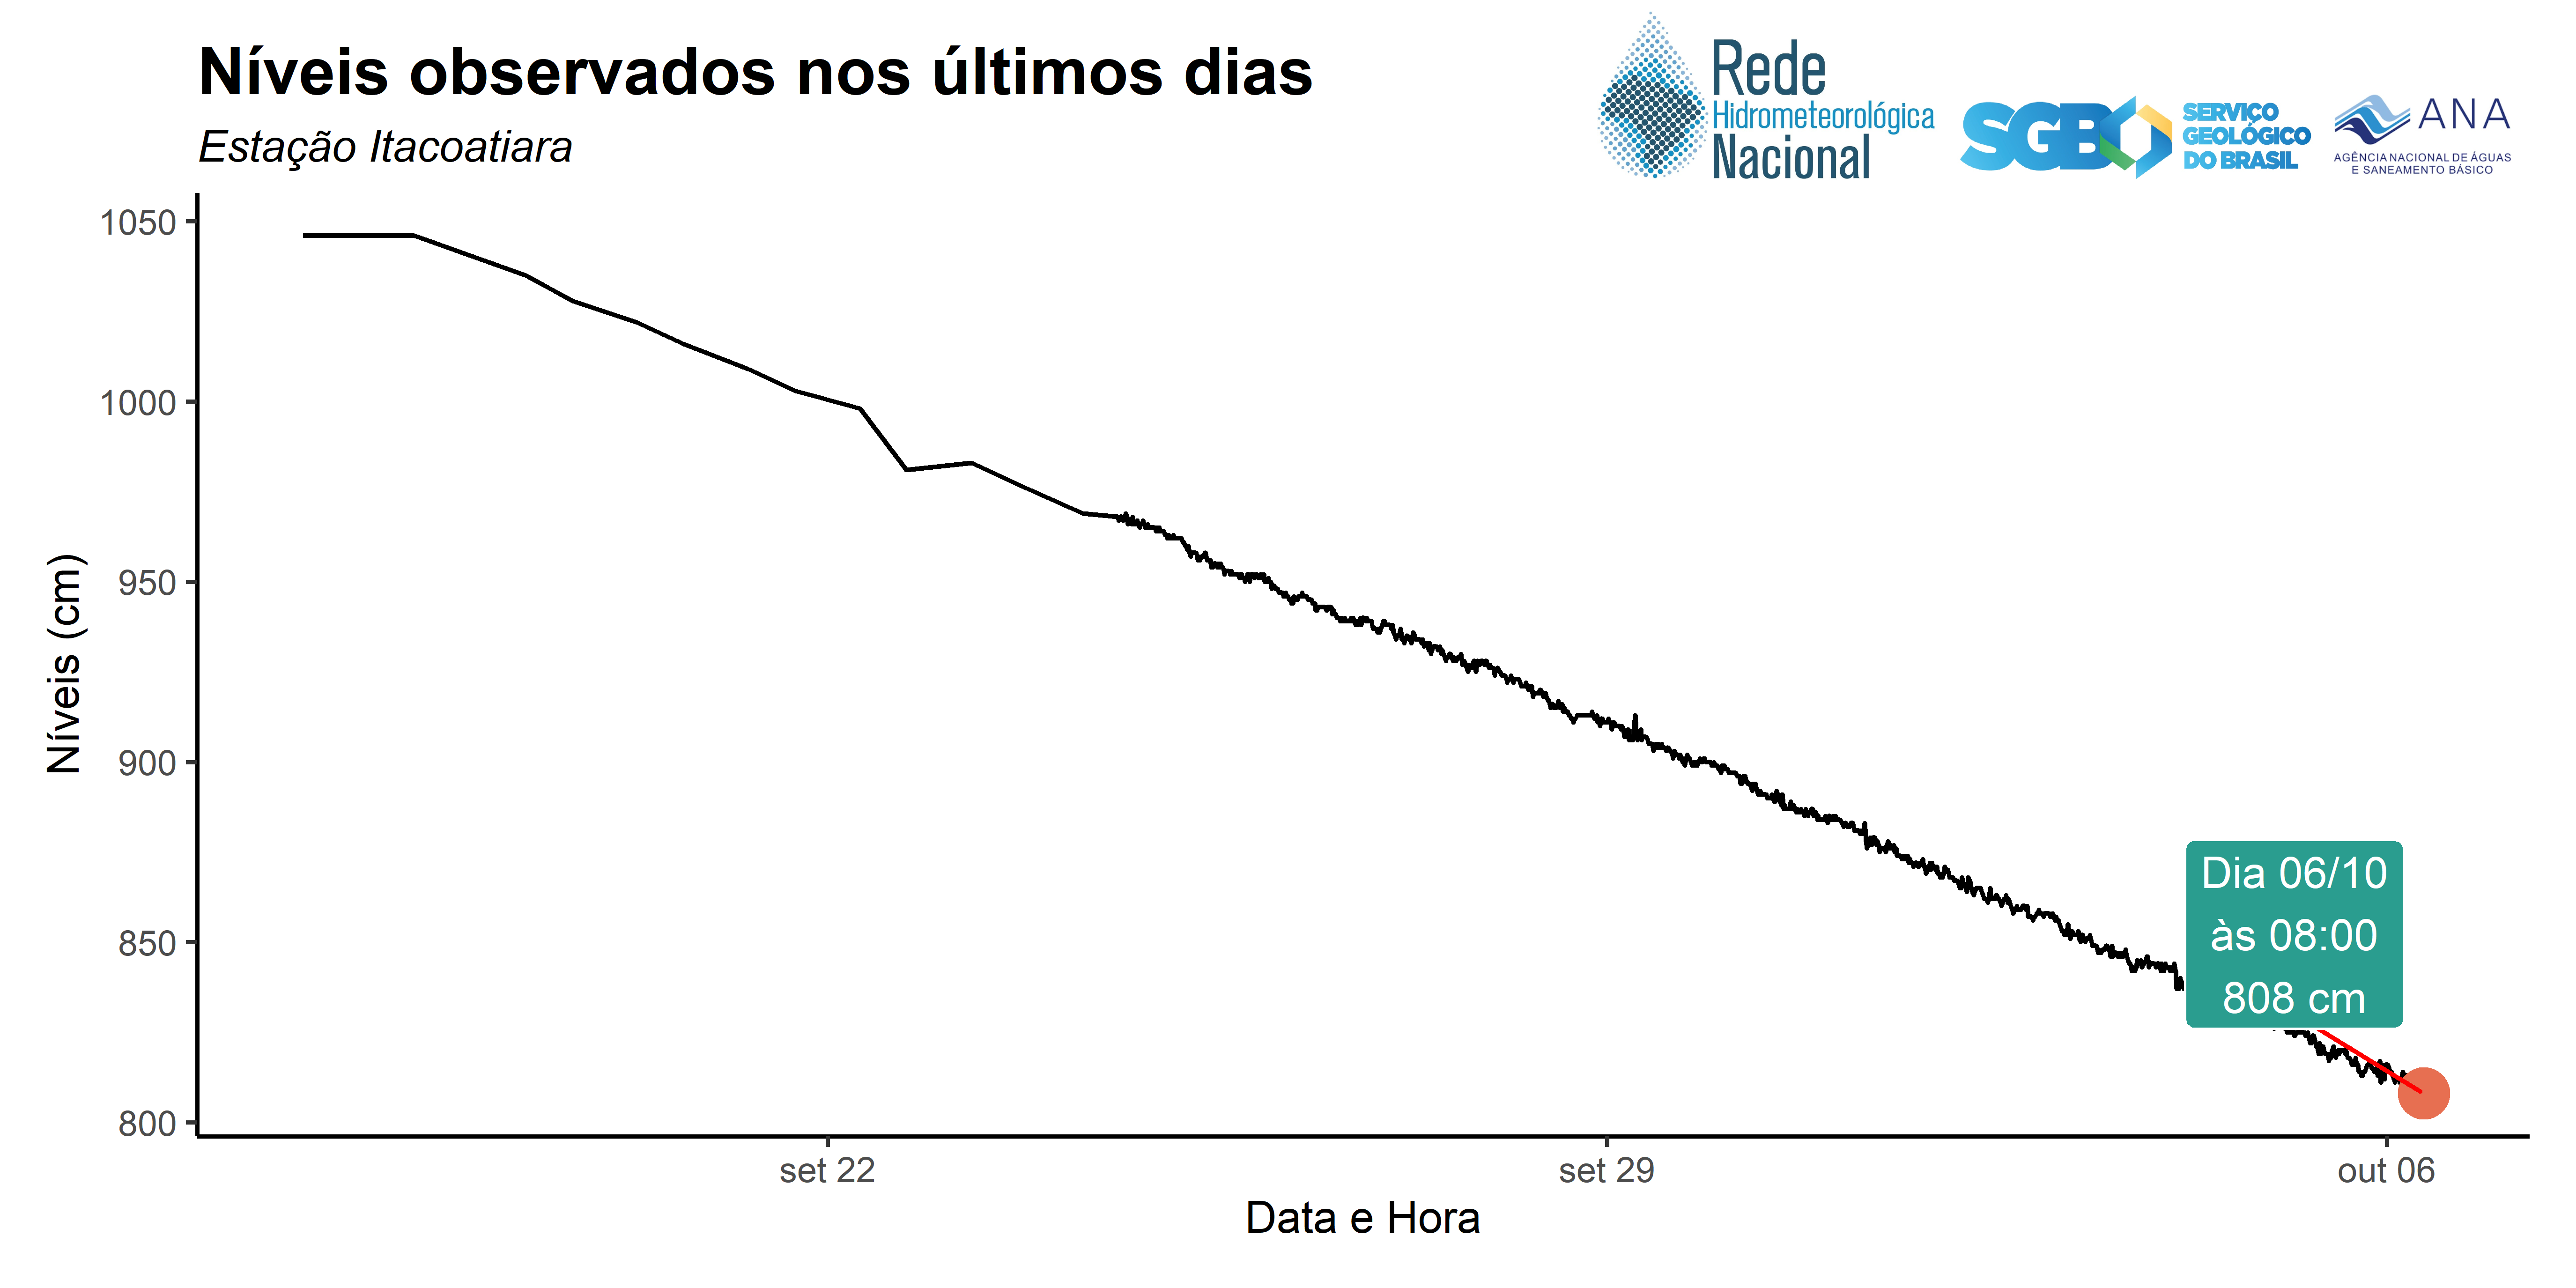 Níveis observados nos últimos dias
Estação Itacoatiara
Rede
Hidrometeorológica
Nacional
SGB
SERVIÇO
GEOLÓGICO
DO BRASIL
ANA
AGÊNCIA NACIONAL DE ÁGUAS
E SANEAMENTO BÁSICO
Níveis (cm)
1050
1000
950
900
850
800
Dia 06/10
às 08:00
808 cm
set 22
set 29
out 06
Data e Hora